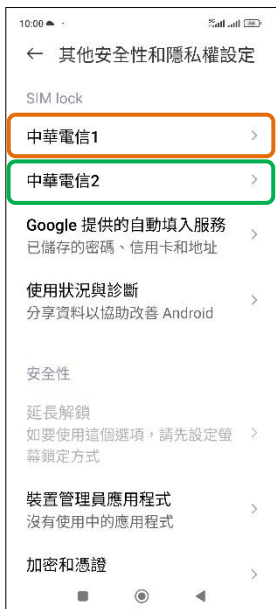 10:00
5G
← 其他安全性和隱私權設定
SIM lock
中華電信1
中華電信2
Google 提供的自動填入服務
已儲存的密碼、信用卡和地址
使用狀況與診斷
分享資料以協助改善 Android
安全性
延長解鎖
如要使用這個選項，請先設定螢
幕鎖定方式
裝置管理員應用程式
沒有使用中的應用程式
加密和憑證